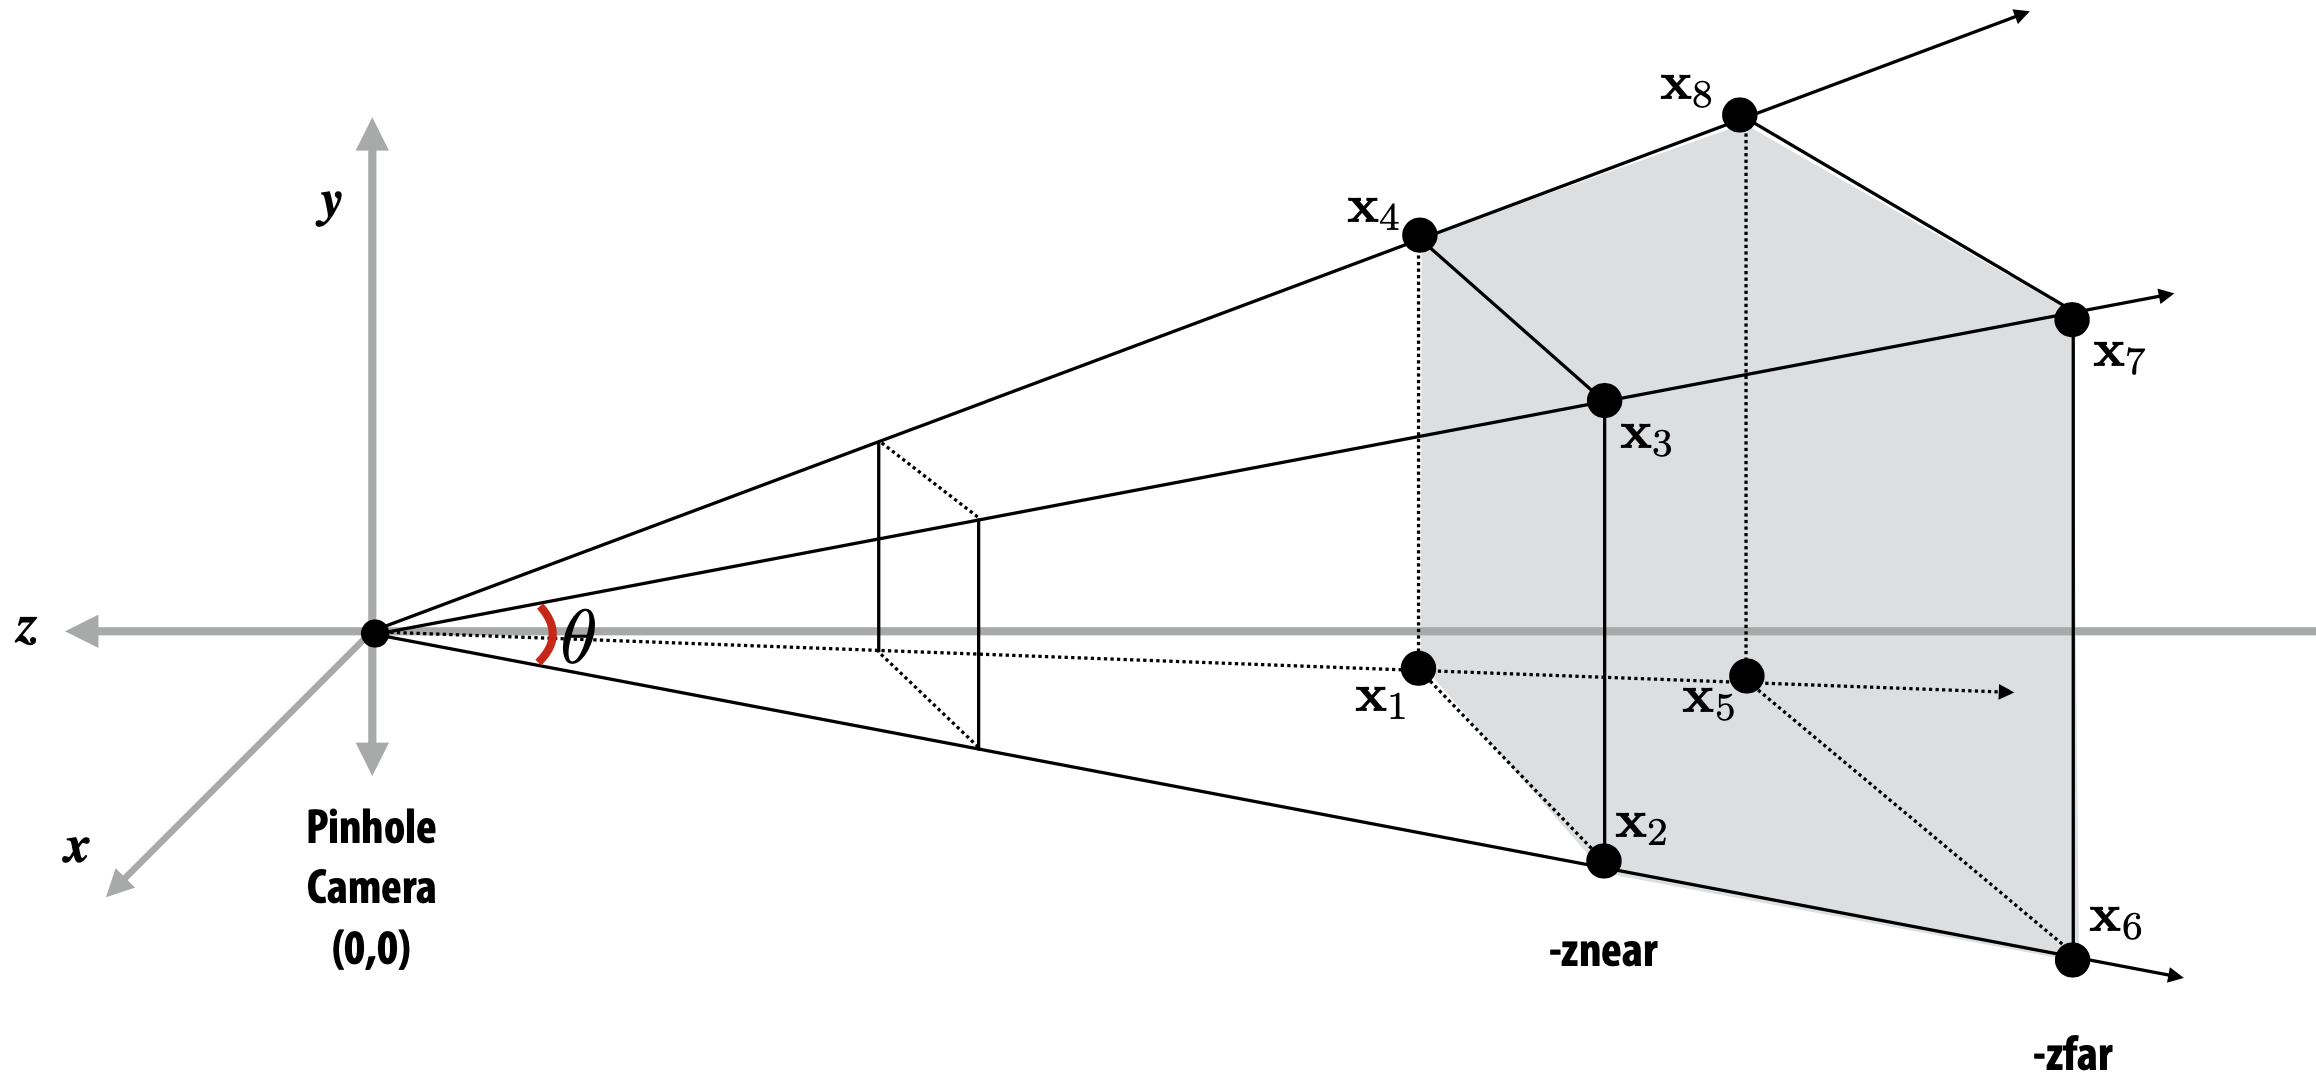 x₈
x₄
y
x₇
x₃
z
θ
x₁
x₅
x₂
x
Pinhole
Camera
(0,0)
x₆
-znear
-zfar